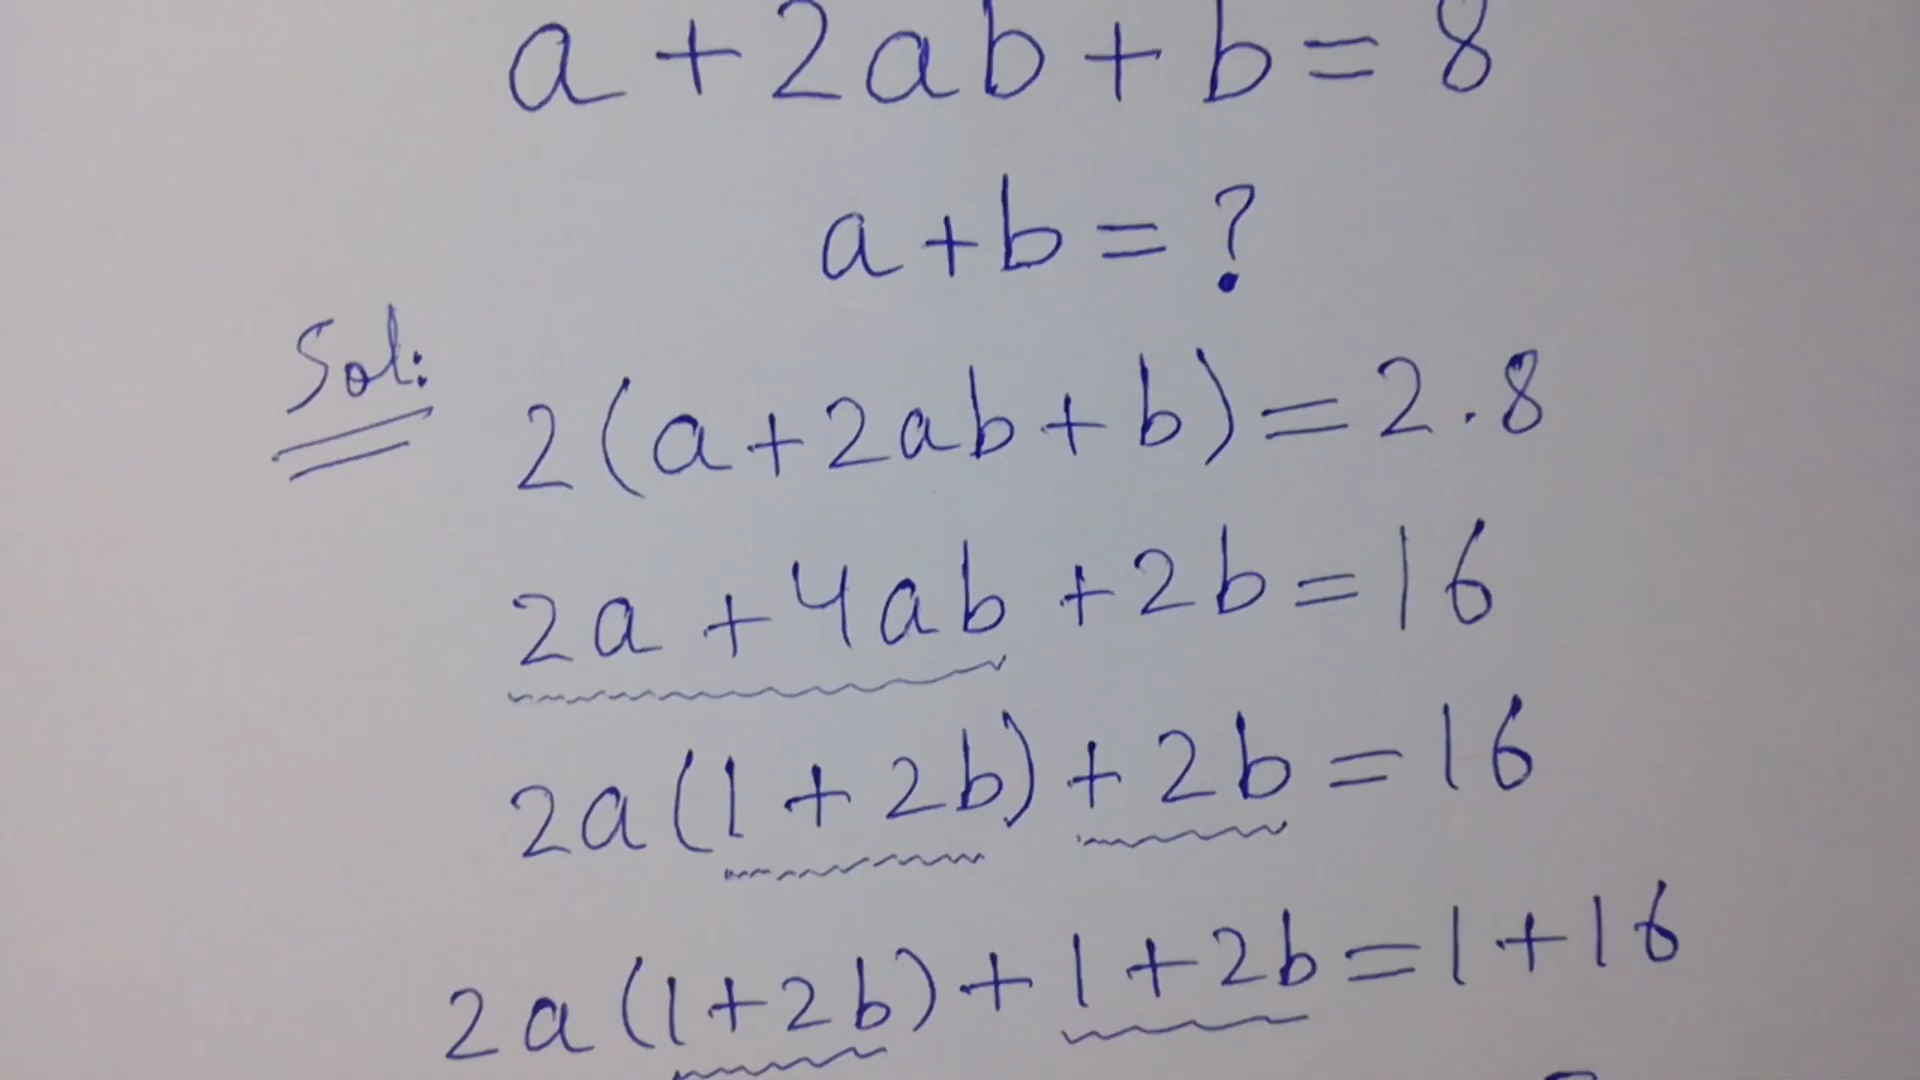 a + 2ab + b = 8
a + b = ?
Sol:
2(a + 2ab + b) = 2.8
2a + 4ab + 2b = 16
2a(1 + 2b) + 2b = 16
2a(1+2b) + 1 + 2b = 1 + 16